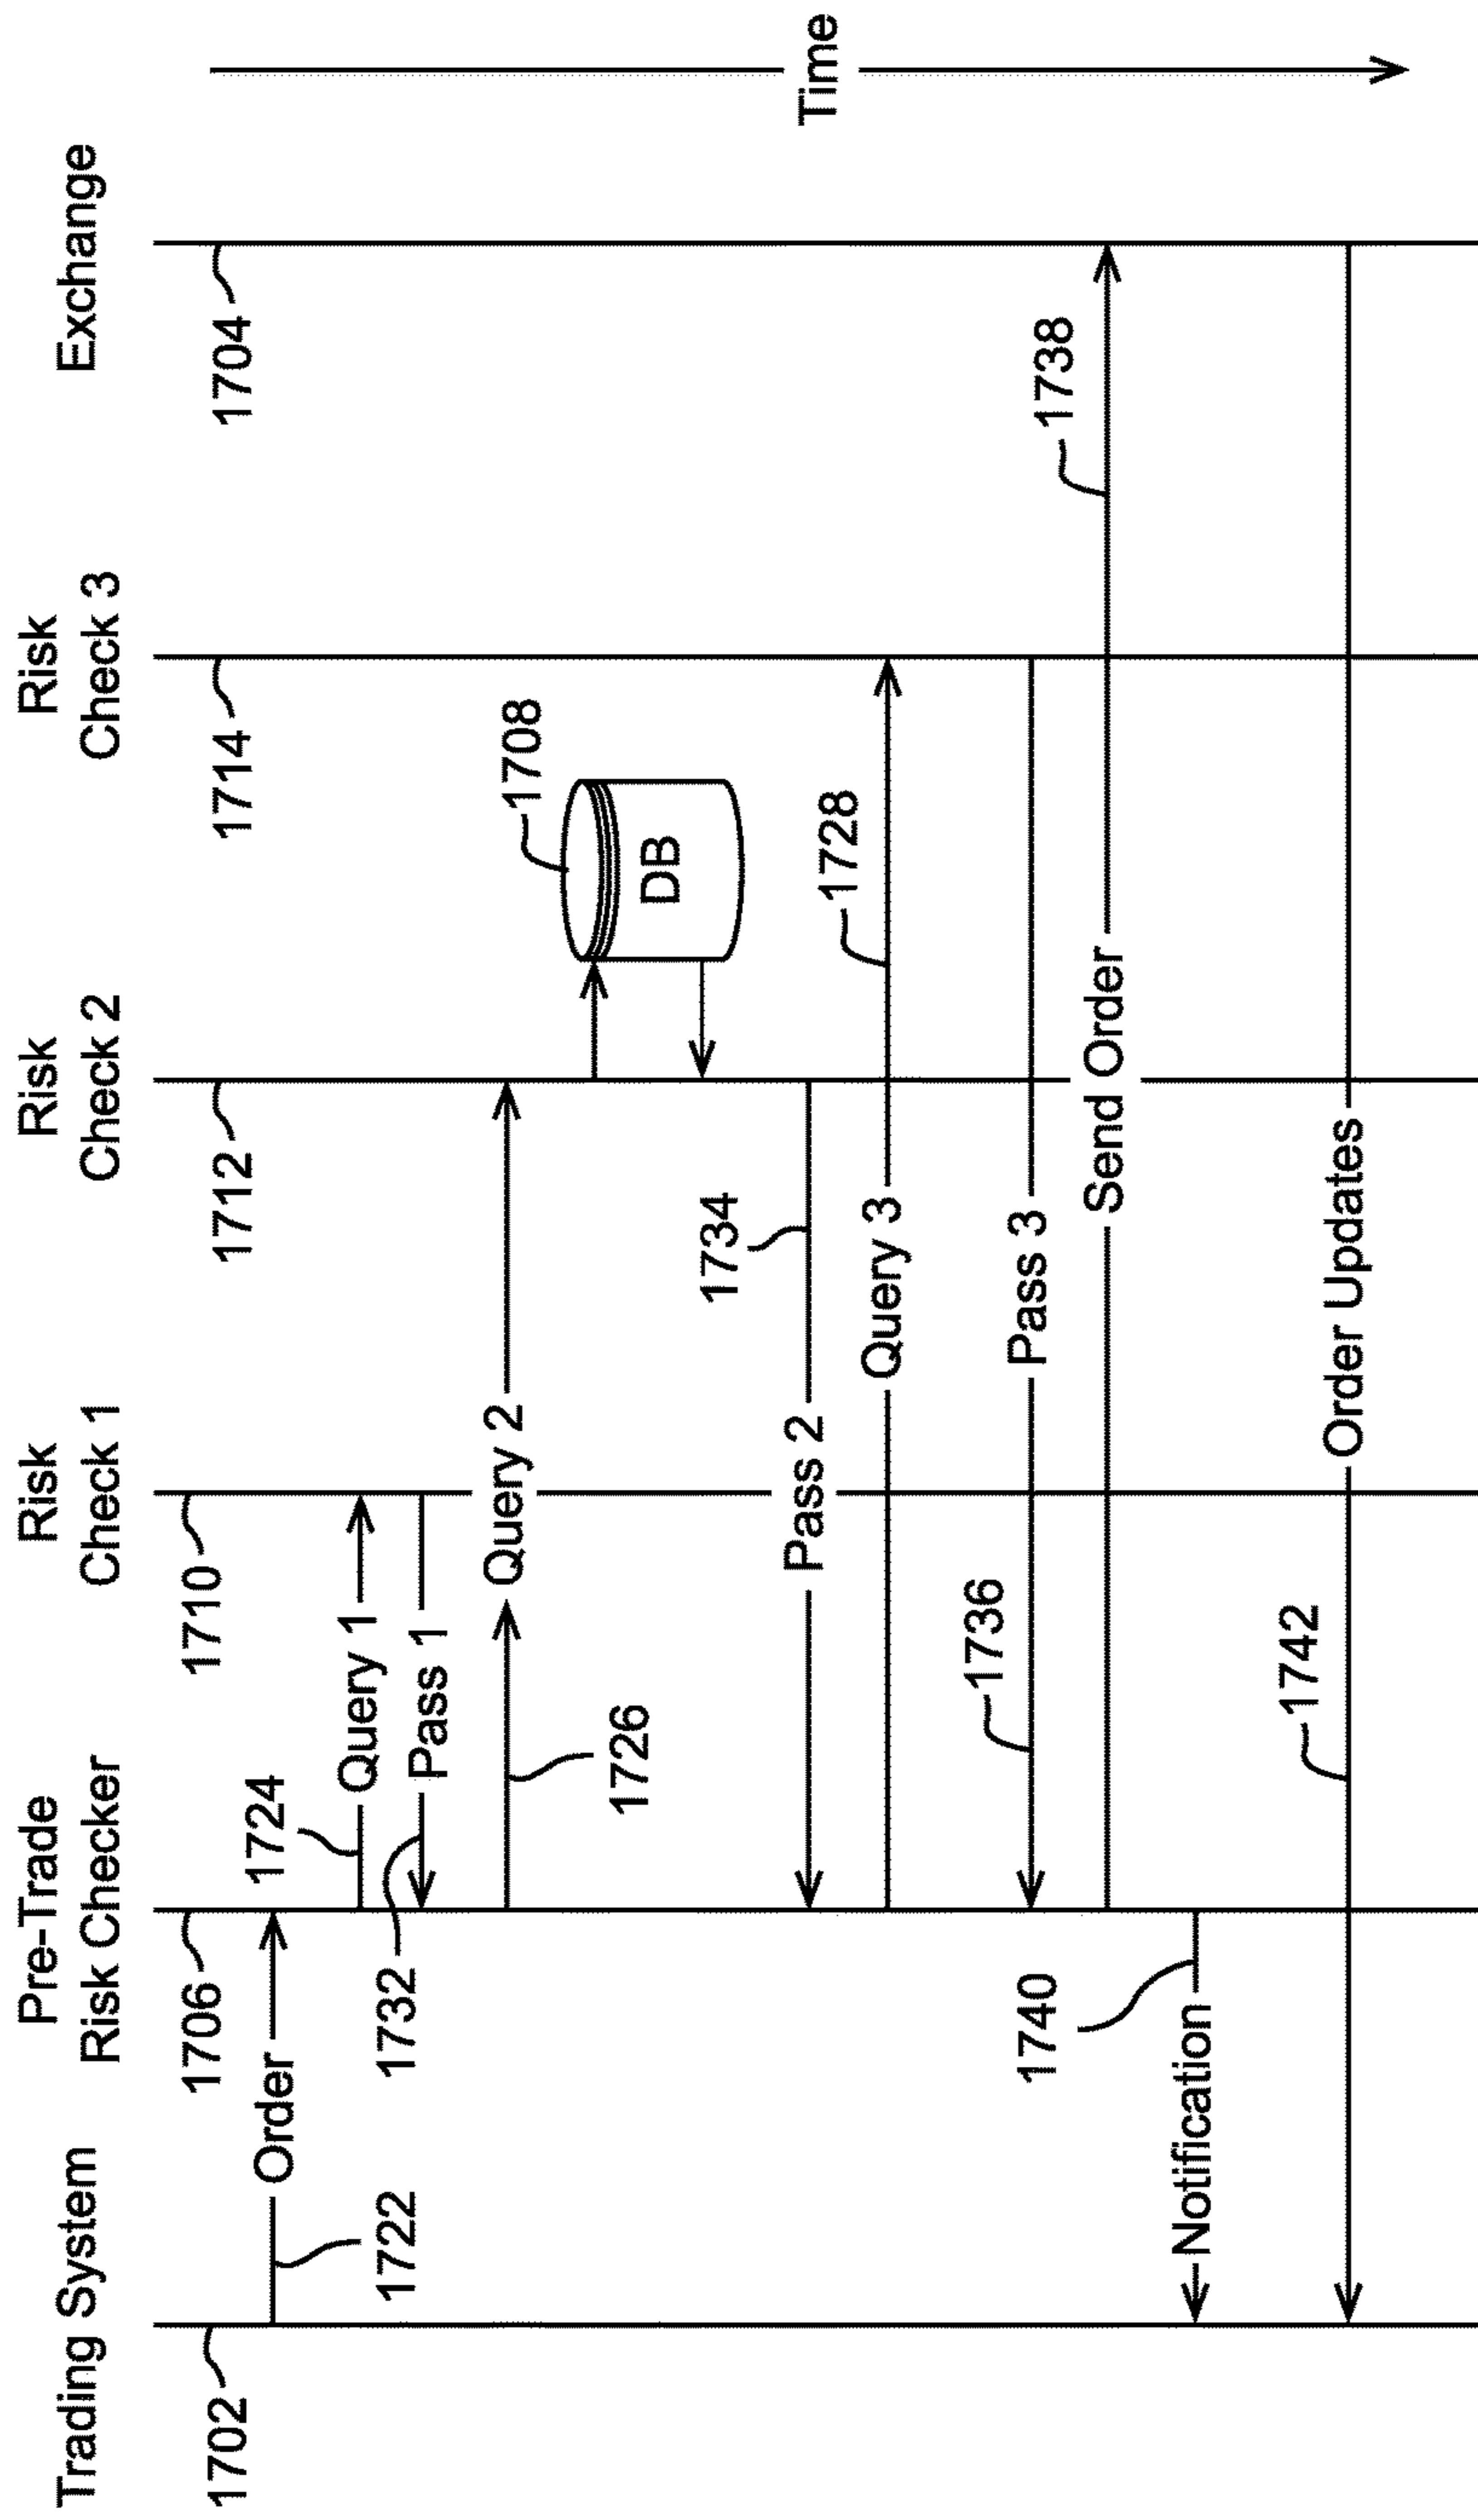 Trading System
Pre-Trade
Risk Checker
Risk
Check 1
Risk
Check 2
Risk
Check 3
Exchange
1702
1706
1710
1712
1714
1704
Order
1722
1724
Query 1
Pass 1
1732
Query 2
1726
1708
DB
1734
Pass 2
1728
Query 3
1736
Pass 3
1738
Send Order
1740
Notification
1742
Order Updates
Time